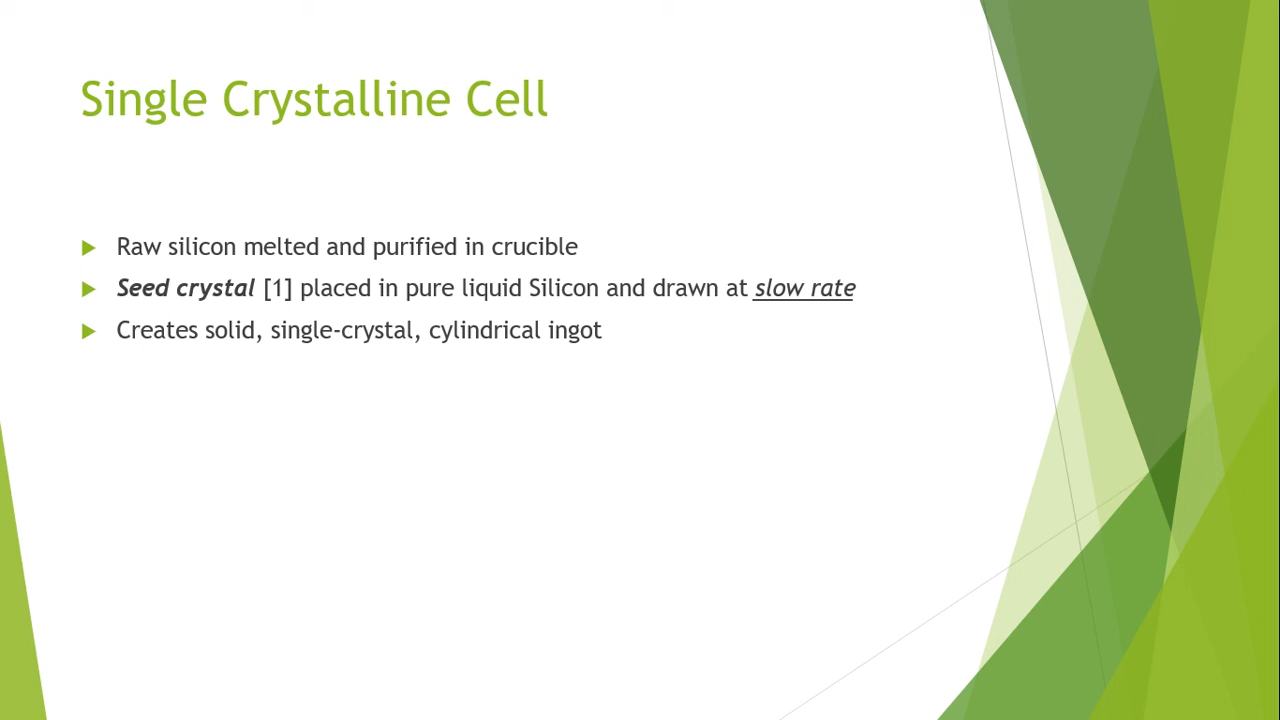 Single Crystalline Cell
Raw silicon melted and purified in crucible
Seed crystal [1] placed in pure liquid Silicon and drawn at slow rate
Creates solid, single-crystal, cylindrical ingot